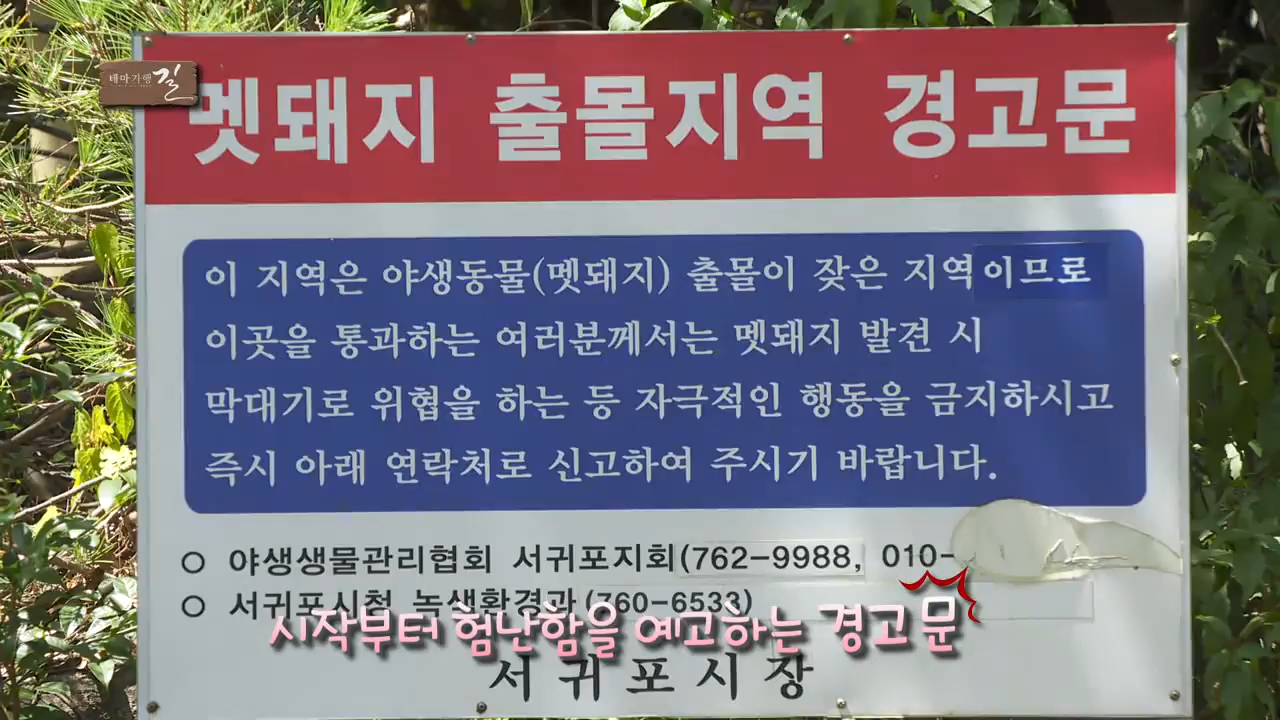 테마기행 길
멧돼지 출몰지역 경고문
이 지역은 야생동물(멧돼지) 출몰이 잦은 지역이므로
이곳을 통과하는 여러분께서는 멧돼지 발견 시
막대기로 위협을 하는 등 자극적인 행동을 금지하시고
즉시 아래 연락처로 신고하여 주시기 바랍니다.
○ 야생생물관리협회 서귀포지회(762-9988, 010-
○ 서귀포시청 녹색환경과(760-6533)
시작부터 험난함을 예고하는 경고문
서귀포시장